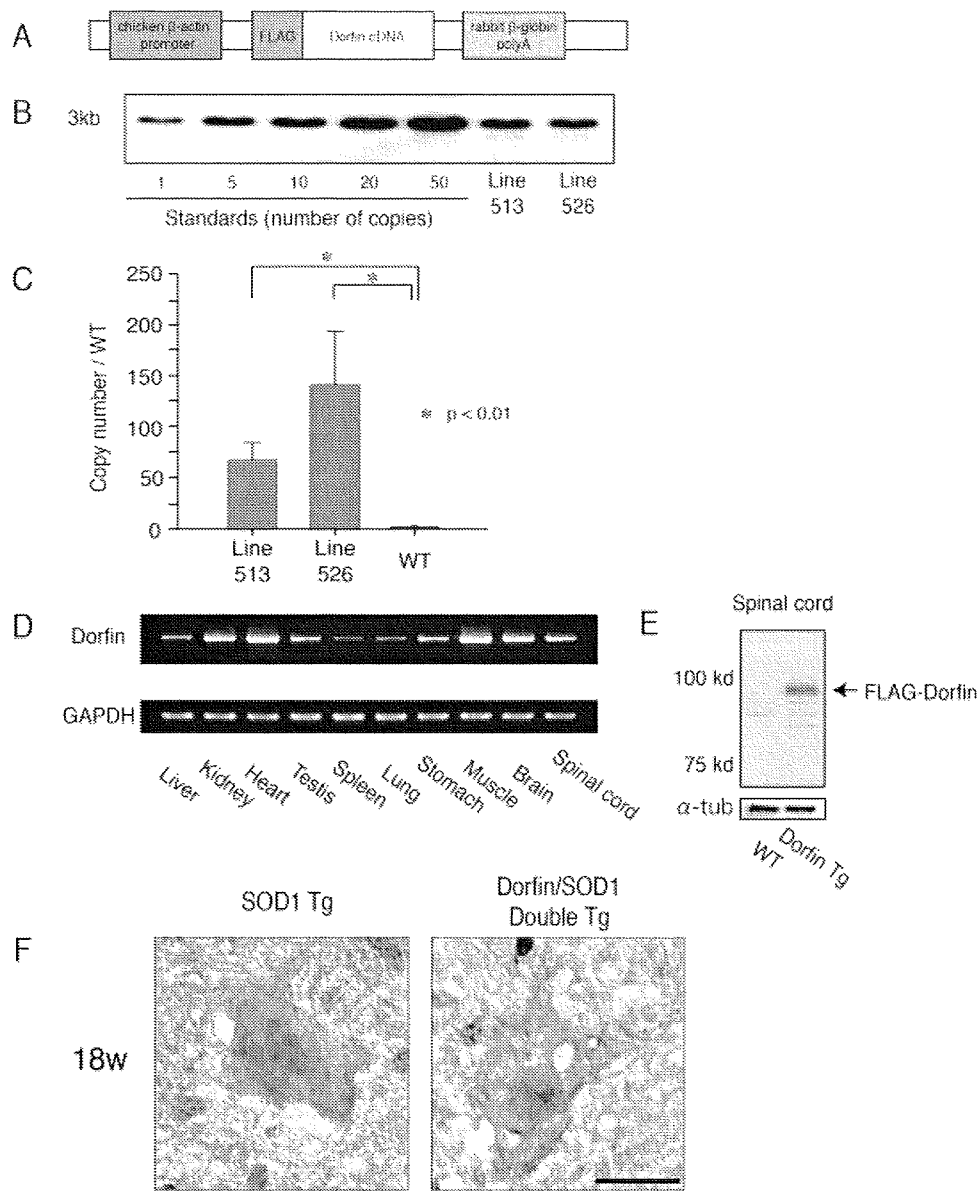 A
chicken β-actin
promoter
FLAG
Dorfin cDNA
rabbit β-globin
polyA
B
3kb
1 5 10 20 50
Line
513
Line
526
Standards (number of copies)
C
Copy number / WT
250
200
150
100
50
0
*
*
* p < 0.01
Line
513
Line
526
WT
D
Dorfin
GAPDH
Liver
Kidney
Heart
Testis
Spleen
Lung
Stomach
Muscle
Brain
Spinal cord
E
Spinal cord
100 kd
FLAG-Dorfin
75 kd
α-tub
WT
Dorfin Tg
F
SOD1 Tg
Dorfin/SOD1
Double Tg
18w